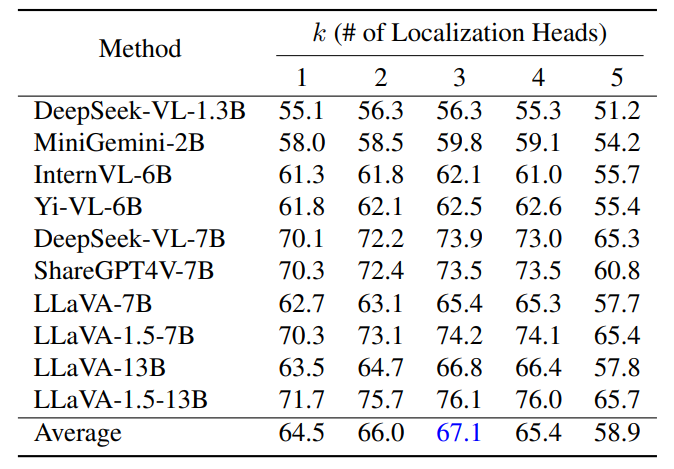 Method k (# of Localization Heads)
1 2 3 4 5
DeepSeek-VL-1.3B 55.1 56.3 56.3 55.3 51.2
MiniGemini-2B 58.0 58.5 59.8 59.1 54.2
InternVL-6B 61.3 61.8 62.1 61.0 55.7
Yi-VL-6B 61.8 62.1 62.5 62.6 55.4
DeepSeek-VL-7B 70.1 72.2 73.9 73.0 65.3
ShareGPT4V-7B 70.3 72.4 73.5 73.5 60.8
LLaVA-7B 62.7 63.1 65.4 65.3 57.7
LLaVA-1.5-7B 70.3 73.1 74.2 74.1 65.4
LLaVA-13B 63.5 64.7 66.8 66.4 57.8
LLaVA-1.5-13B 71.7 75.7 76.1 76.0 65.7
Average 64.5 66.0 67.1 65.4 58.9